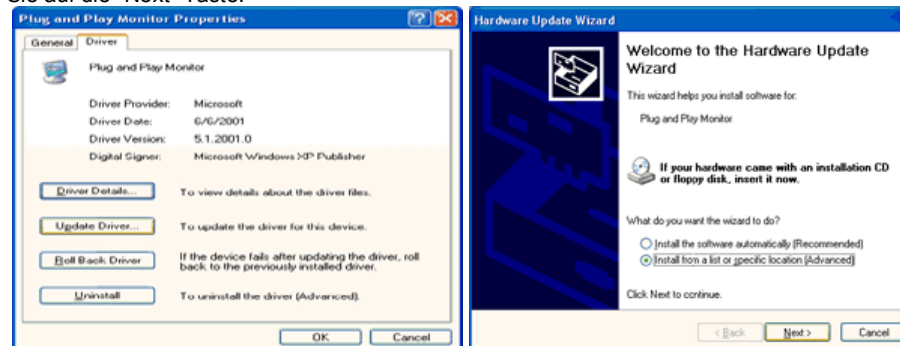 Sie auf die "Next"-Taste.
Plug and Play Monitor Properties
General Driver
Plug and Play Monitor
Driver Provider: Microsoft
Driver Date: 6/6/2001
Driver Version: 5.1.2001.0
Digital Signer: Microsoft Windows XP Publisher
Driver Details... To view details about the driver files.
Update Driver... To update the driver for this device.
Roll Back Driver If the device fails after updating the driver, roll
back to the previously installed driver.
Uninstall To uninstall the driver (Advanced).
OK Cancel
Hardware Update Wizard
Welcome to the Hardware Update
Wizard
This wizard helps you install software for:
Plug and Play Monitor
If your hardware came with an installation CD
or floppy disk, insert it now.
What do you want the wizard to do?
Install the software automatically (Recommended)
Install from a list or specific location (Advanced)
Click Next to continue.
< Back Next > Cancel